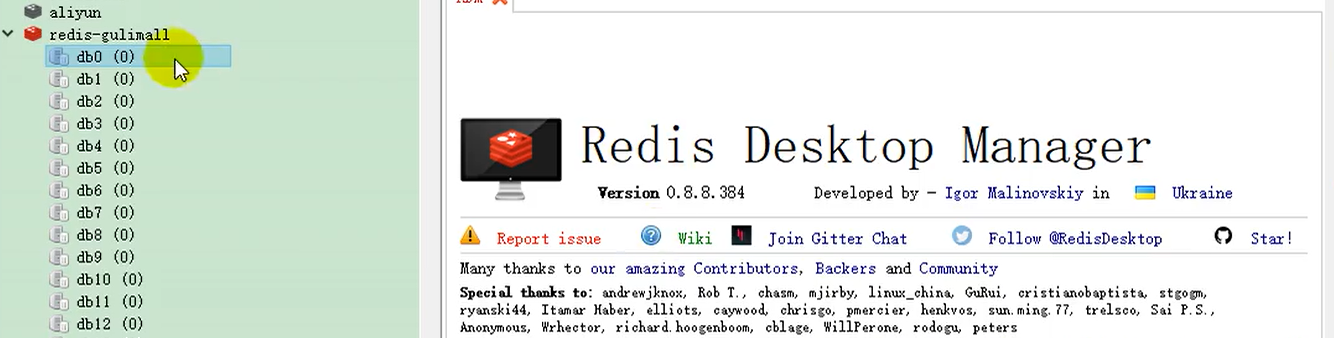 aliyun
redis-gulimall
db0 (0)
db1 (0)
db2 (0)
db3 (0)
db4 (0)
db5 (0)
db6 (0)
db7 (0)
db8 (0)
db9 (0)
db10 (0)
db11 (0)
db12 (0)
Redis Desktop Manager
Version 0.8.8.384 Developed by - Igor Malinovskiy in Ukraine
Report issue Wiki Join Gitter Chat Follow @RedisDesktop Star!
Many thanks to our amazing Contributors, Backers and Community
Special thanks to: andrewjknox, Rob T., chasm, mjirby, linux_china, GuRui, cristianobaptista, stgogm,
ryanski44, Itamar Haber, elliots, caywood, chrisgo, pmercier, henkvos, sun.ming.77, trelsco, Sai P.S.,
Anonymous, Wrhector, richard.hoogenboom, cblage, WillPerone, rodogu, peters